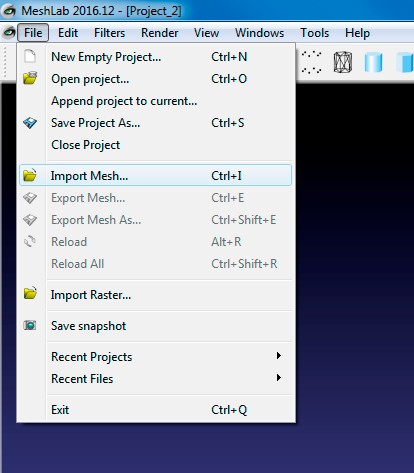 MeshLab 2016.12 - [Project_2]
File Edit Filters Render View Windows Tools Help
New Empty Project... Ctrl+N
Open project... Ctrl+O
Append project to current...
Save Project As... Ctrl+S
Close Project
Import Mesh... Ctrl+I
Export Mesh... Ctrl+E
Export Mesh As... Ctrl+Shift+E
Reload Alt+R
Reload All Ctrl+Shift+R
Import Raster...
Save snapshot
Recent Projects
Recent Files
Exit Ctrl+Q